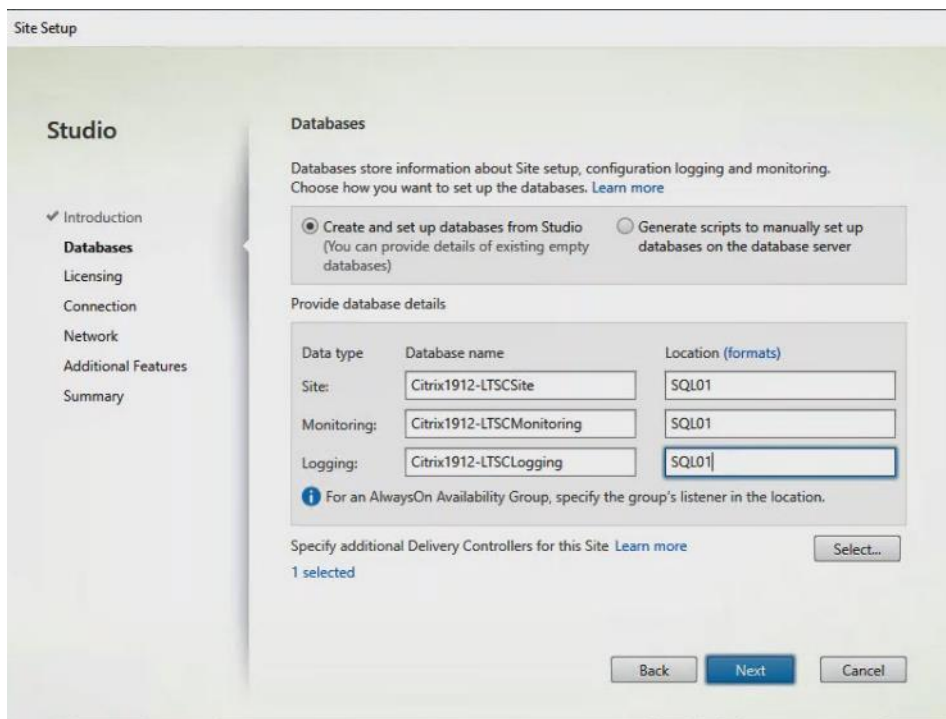 Site Setup
Studio
Introduction
Databases
Licensing
Connection
Network
Additional Features
Summary
Databases
Databases store information about Site setup, configuration logging and monitoring.
Choose how you want to set up the databases. Learn more
Create and set up databases from Studio
(You can provide details of existing empty
databases)
Generate scripts to manually set up
databases on the database server
Provide database details
Data type Database name Location (formats)
Site: Citrix1912-LTSCSite SQL01
Monitoring: Citrix1912-LTSCMonitoring SQL01
Logging: Citrix1912-LTSCLogging SQL01
For an AlwaysOn Availability Group, specify the group's listener in the location.
Specify additional Delivery Controllers for this Site Learn more Select...
1 selected
Back Next Cancel